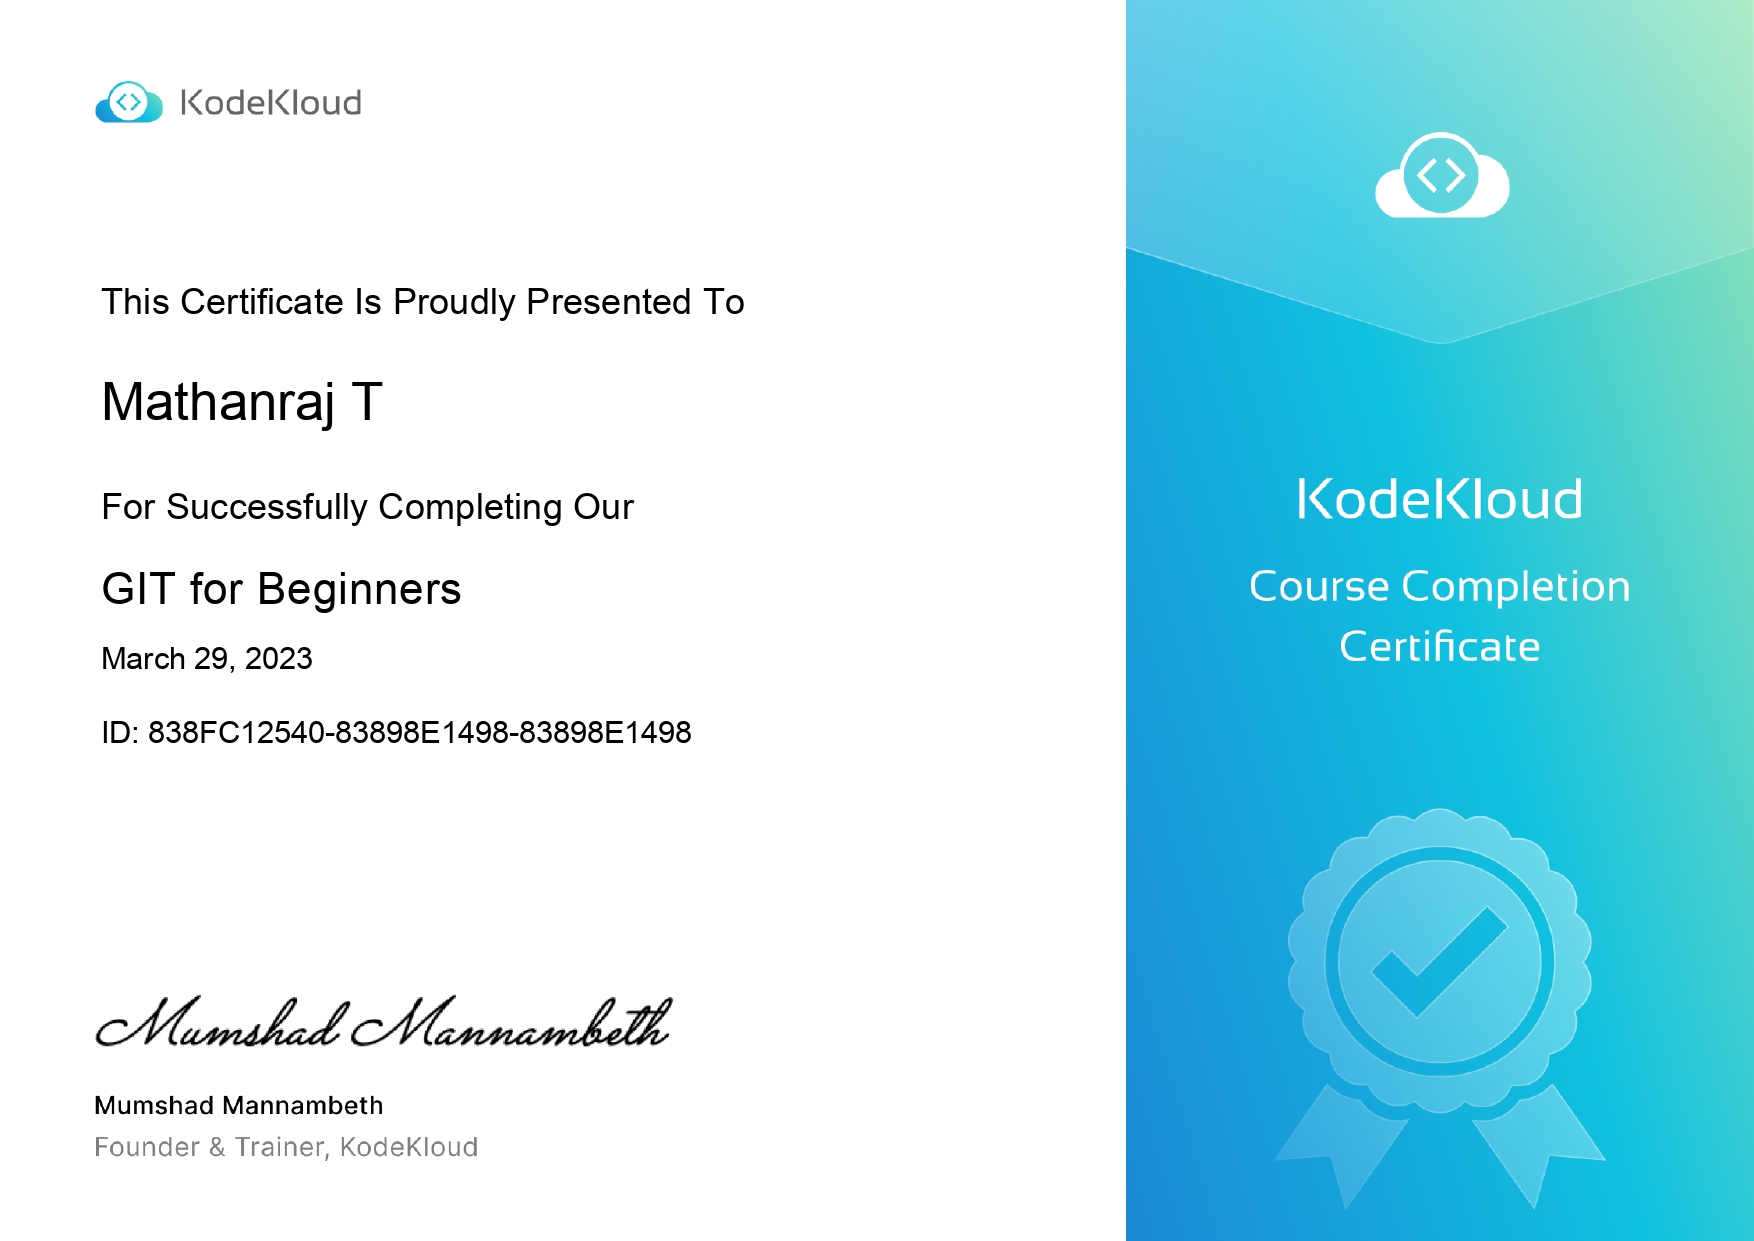 KodeKloud
This Certificate Is Proudly Presented To
Mathanraj T
For Successfully Completing Our
GIT for Beginners
March 29, 2023
ID: 838FC12540-83898E1498-83898E1498
Mumshad Mannambeth
Mumshad Mannambeth
Founder & Trainer, KodeKloud
KodeKloud
Course Completion
Certificate